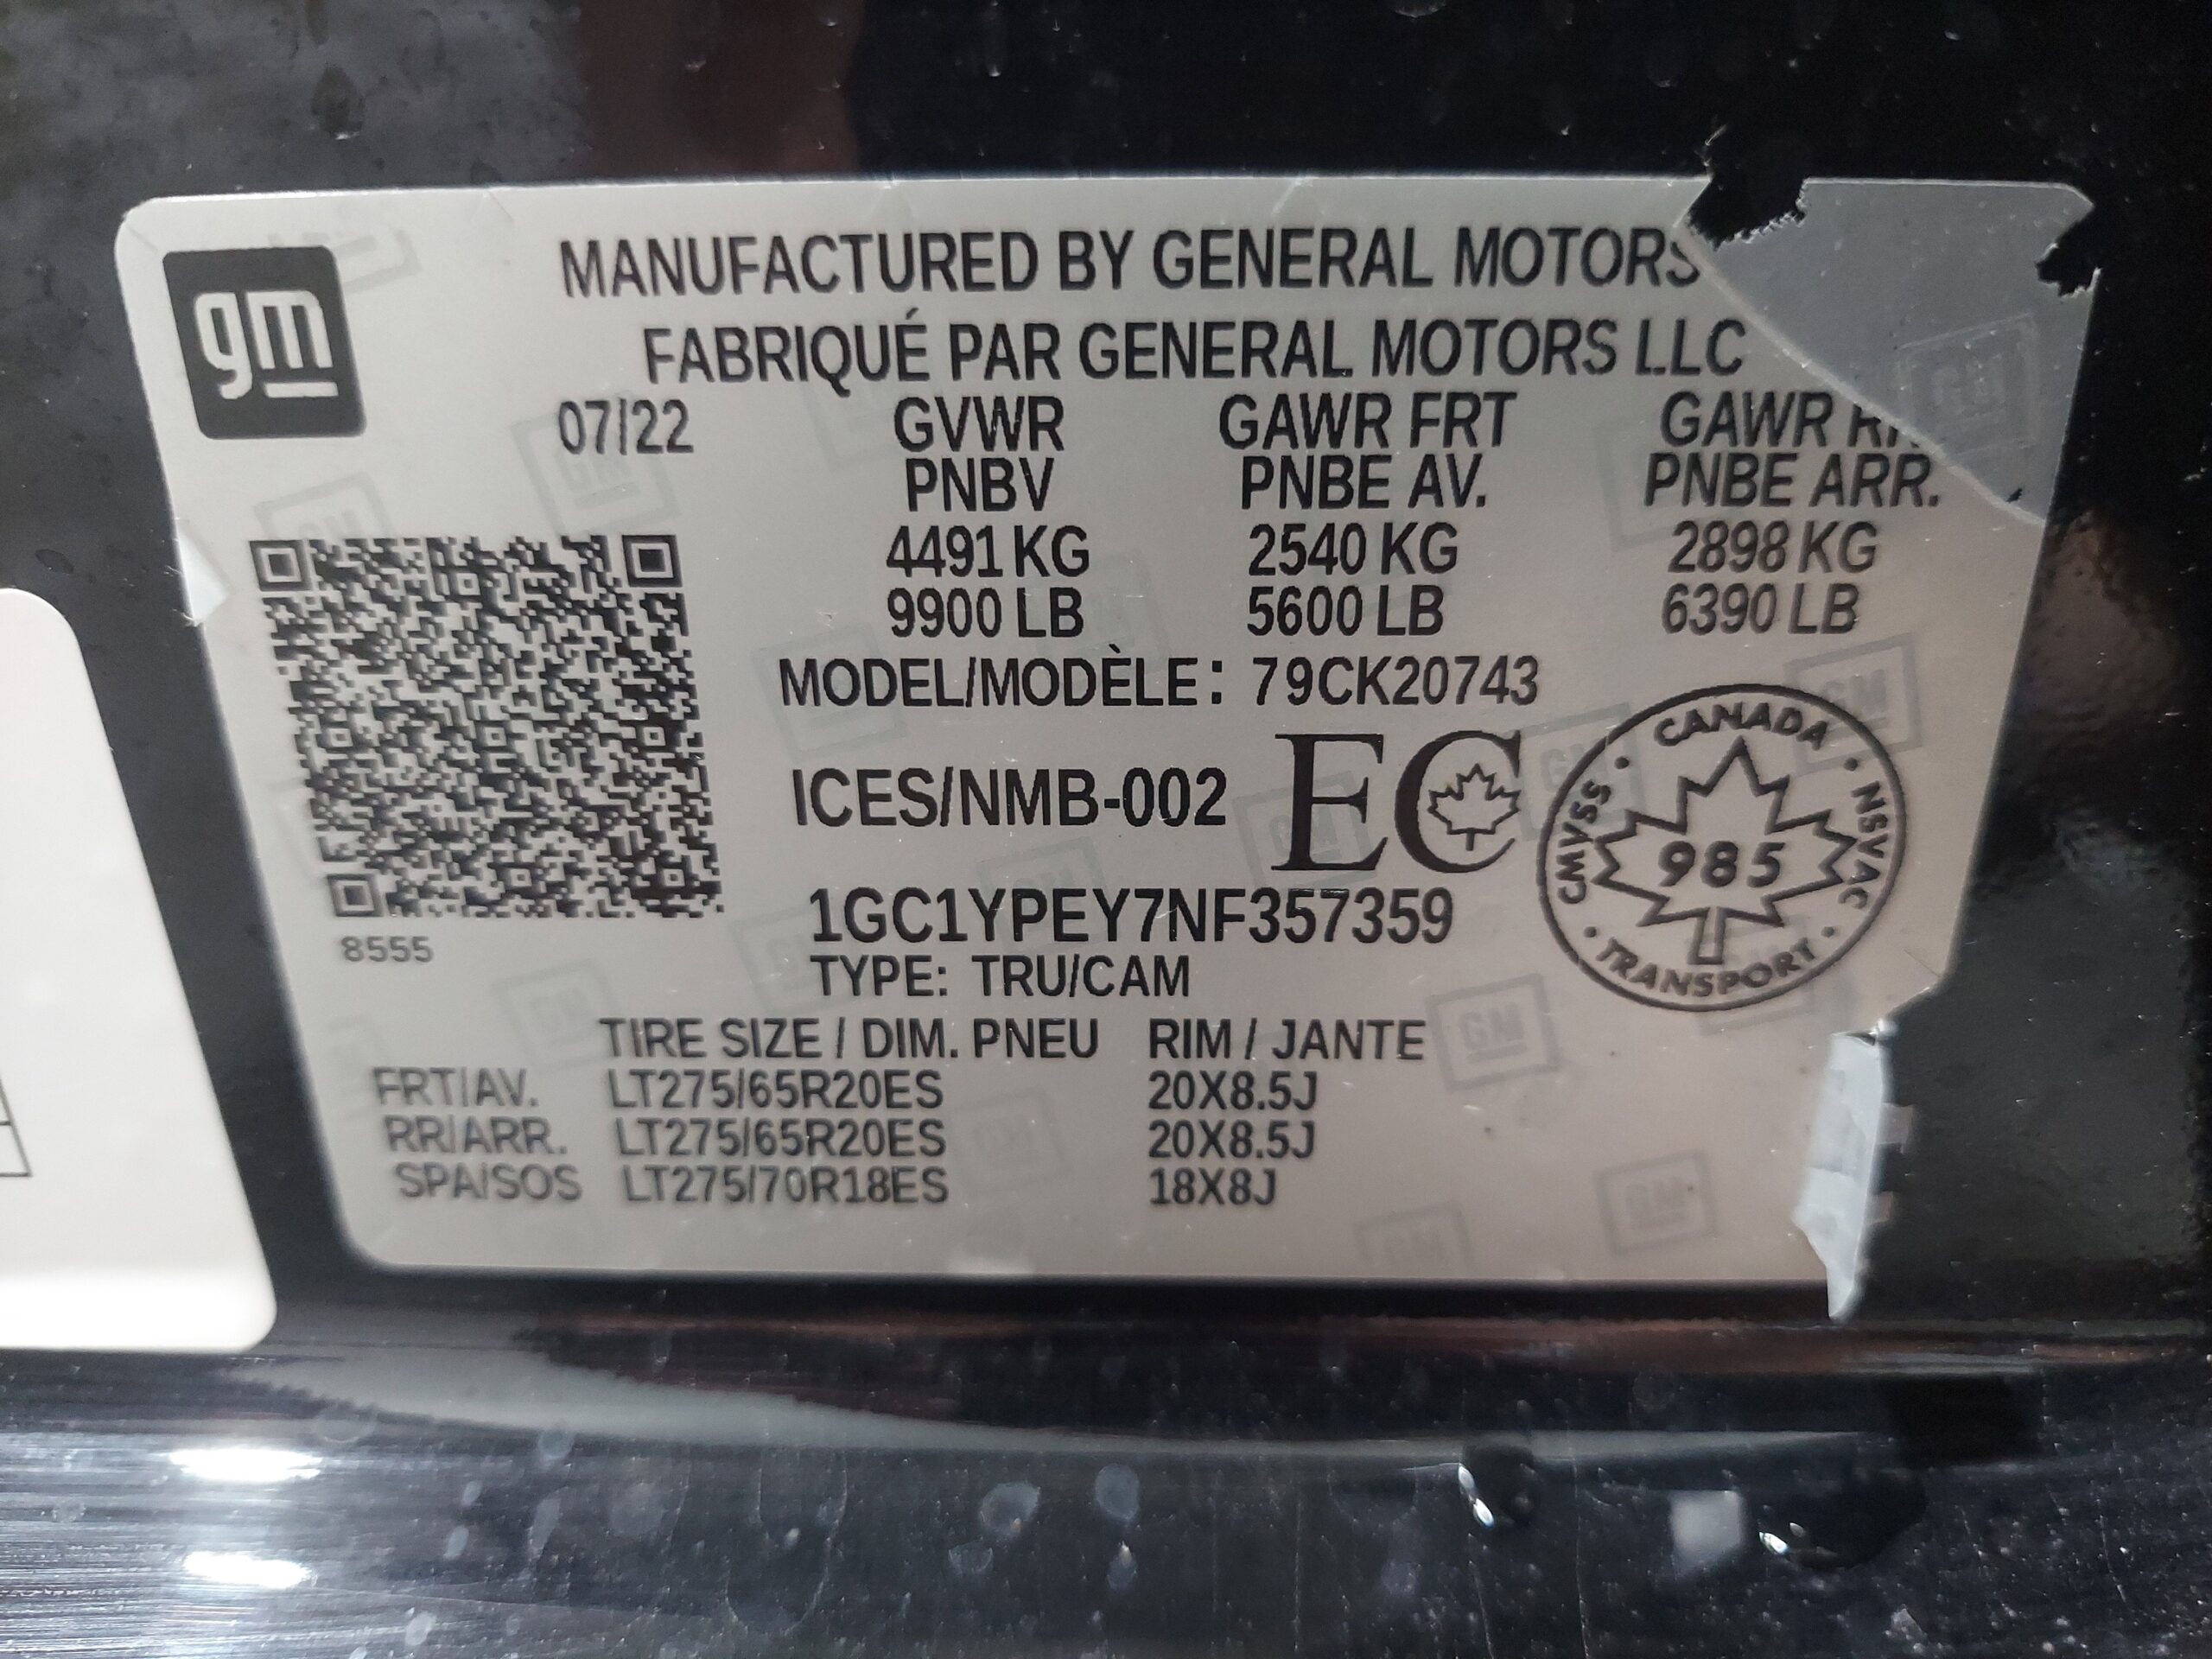 gm
MANUFACTURED BY GENERAL MOTORS
FABRIQUÉ PAR GENERAL MOTORS LLC
07/22 GVWR GAWR FRT GAWR
PNBV PNBE AV. PNBE ARR.
4491 KG 2540 KG 2898 KG
9900 LB 5600 LB 6390 LB
MODEL/MODÈLE: 79CK20743
ICES/NMB-002 EC
CANADA
CMVSS • 985 • NSVAC
• TRANSPORT •
1GC1YPEY7NF357359
8555
TYPE: TRU/CAM
TIRE SIZE / DIM. PNEU RIM / JANTE
FRT/AV. LT275/65R20ES 20X8.5J
RR/ARR. LT275/65R20ES 20X8.5J
SPA/SOS LT275/70R18ES 18X8J